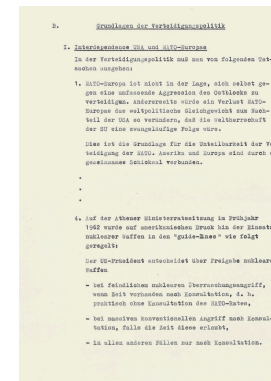 B. Grundlagen der Verteidigungspolitik
I. Interdependence USA und NATO-Europas
In der Verteidigungspolitik muß man von folgenden Tat-
sachen ausgehen:
1. NATO-Europa ist nicht in der Lage, sich selbst ge-
gen eine umfassende Aggression des Ostblocks zu
verteidigen. Andererseits würde ein Verlust NATO-
Europas das weltpolitische Gleichgewicht zum Nach-
teil der USA so verändern, daß die Weltherrschaft
der SU eine zwangsläufige Folge wäre.
Dies ist die Grundlage für die Unteilbarkeit der Ver-
teidigung der NATO. Amerika und Europa sind durch
gemeinsames Schicksal verbunden.
.
.
.
4. Auf der Athener Ministerratssitzung im Frühjahr
1962 wurde auf amerikanischen Druck hin der Einsatz
nuklearer Waffen in den "guide-lines" wie folgt
geregelt:
Der US-Präsident entscheidet über Freigabe nuklearer
Waffen
- bei feindlichem nuklearen Überraschungsangriff,
wenn Zeit vorhanden nach Konsultation, d. h.
praktisch ohne Konsultation des NATO-Rates,
- bei massivem konventionellen Angriff nach Konsul-
tation, falls die Zeit dieses erlaubt,
- in allen anderen Fällen nur nach Konsultation.